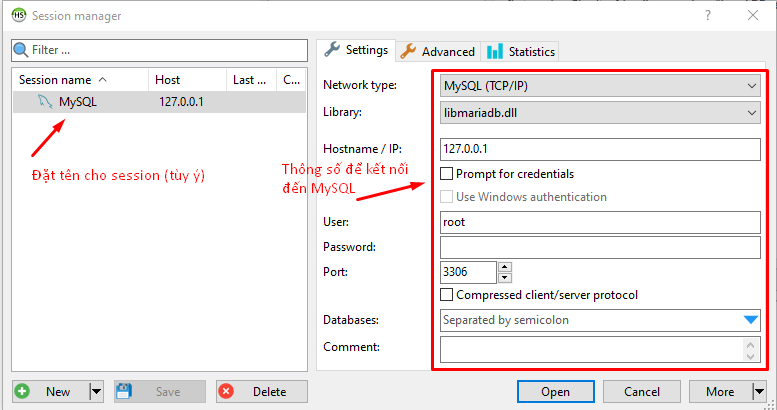 Session manager
Filter ...
Session name Host Last ... C...
MySQL 127.0.0.1
Đặt tên cho session (tùy ý)
New Save Delete
Settings Advanced Statistics
Network type: MySQL (TCP/IP)
Library: libmariadb.dll
Hostname / IP: 127.0.0.1
Thông số để kết nối
đến MySQL
Prompt for credentials
Use Windows authentication
User: root
Password:
Port: 3306
Compressed client/server protocol
Databases: Separated by semicolon
Comment:
Open Cancel More